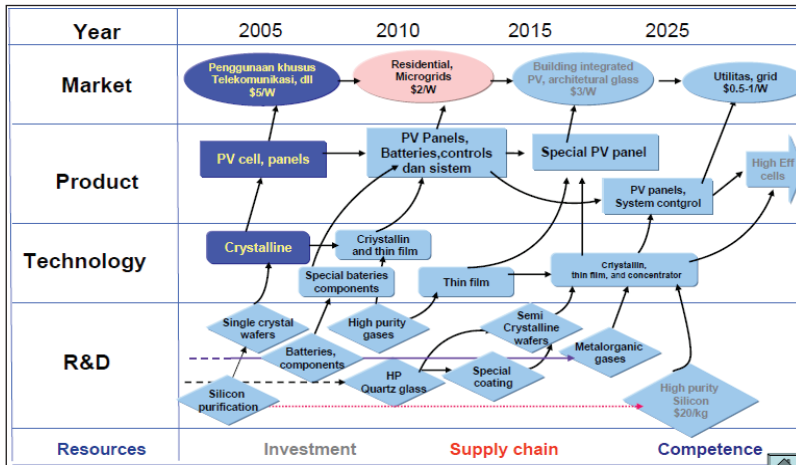 Year
2005
2010
2015
2025
Market
Penggunaan khusus
Telekomunikasi, dll
$5/W
Residential,
Microgrids
$2/W
Building integrated
PV, architetural glass
$3/W
Utilitas, grid
$0.5-1/W
Product
PV cell, panels
PV Panels,
Batteries,controls
dan sistem
Special PV panel
PV panels,
System contgrol
High Eff
cells
Technology
Crystalline
Criystallin
and thin film
Special bateries
components
Thin film
Criystallin,
thin film, and concentrator
R&D
Single crystal
wafers
High purity
gases
Semi
Crystalline
wafers
Batteries,
components
Metalorganic
gases
HP
Quartz glass
Special
coating
Silicon
purification
High purity
Silicon
$20/kg
Resources
Investment
Supply chain
Competence